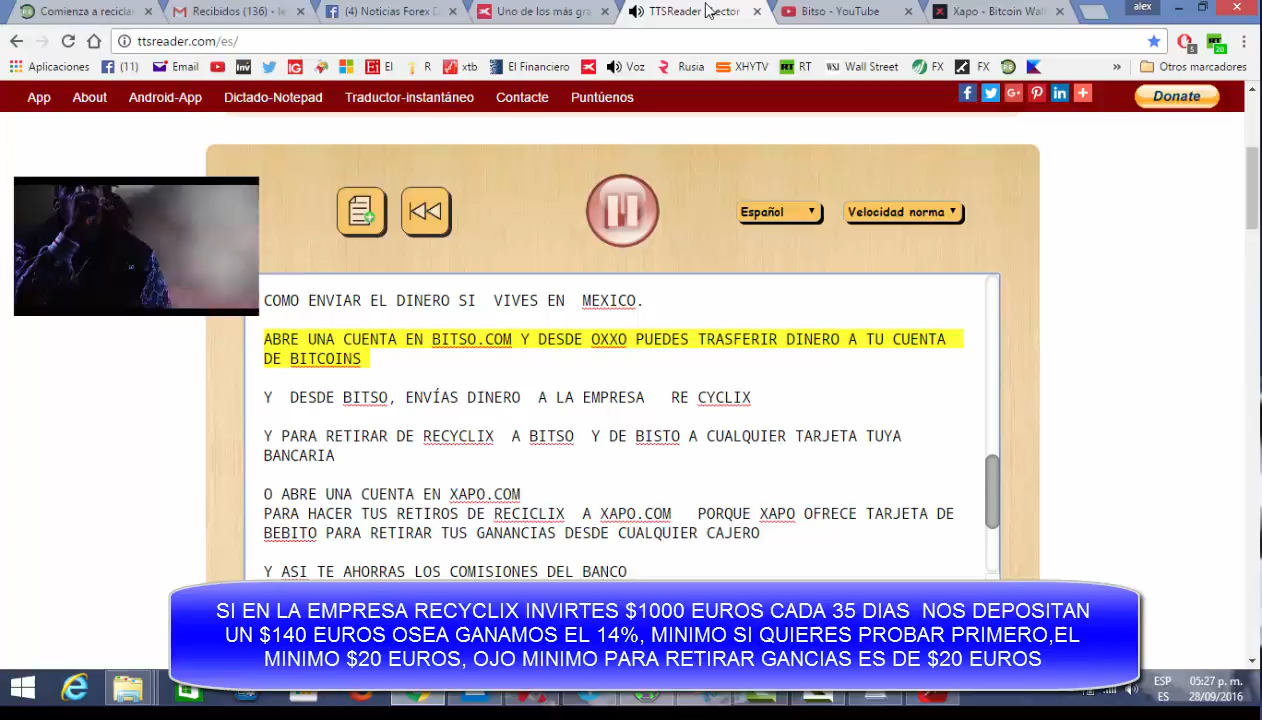 Comienza a recicla
Recibidos (136) - le
(4) Noticias Forex D
Uno de los más gra
TTSReader
ector
Bitso - YouTube
Xapo - Bitcoin Wal
alex
ttsreader.com/es/
Aplicaciones
(11)
Email
El
R
xtb
El Financiero
Voz
Rusia
XHYTV
RT
Wall Street
FX
FX
»
Otros marcadores
App
About
Android-App
Dictado-Notepad
Traductor-instantáneo
Contacte
Puntúenos
Donate
Español
Velocidad norma
COMO ENVIAR EL DINERO SI VIVES EN MEXICO.
ABRE UNA CUENTA EN BITSO.COM Y DESDE OXXO PUEDES TRASFERIR DINERO A TU CUENTA
DE BITCOINS
Y DESDE BITSO, ENVÍAS DINERO A LA EMPRESA RE CYCLIX
Y PARA RETIRAR DE RECYCLIX A BITSO Y DE BISTO A CUALQUIER TARJETA TUYA
BANCARIA
O ABRE UNA CUENTA EN XAPO.COM
PARA HACER TUS RETIROS DE RECICLIX A XAPO.COM PORQUE XAPO OFRECE TARJETA DE
BEBITO PARA RETIRAR TUS GANANCIAS DESDE CUALQUIER CAJERO
Y ASI TE AHORRAS LOS COMISIONES DEL BANCO
SI EN LA EMPRESA RECYCLIX INVIRTES $1000 EUROS CADA 35 DIAS NOS DEPOSITAN
UN $140 EUROS OSEA GANAMOS EL 14%, MINIMO SI QUIERES PROBAR PRIMERO,EL
MINIMO $20 EUROS, OJO MINIMO PARA RETIRAR GANCIAS ES DE $20 EUROS
ESP
ES
05:27 p. m.
28/09/2016